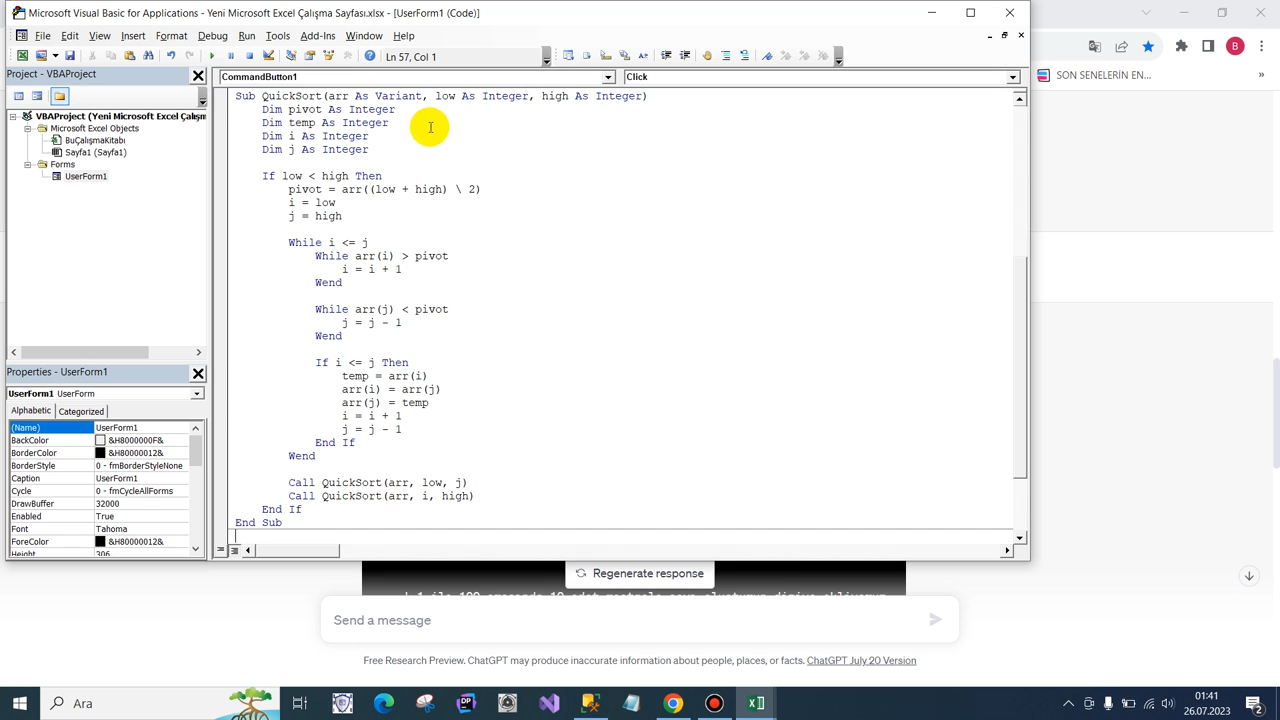 Microsoft Visual Basic for Applications - Yeni Microsoft Excel Çalışma Sayfası.xlsx - [UserForm1 (Code)]
File Edit View Insert Format Debug Run Tools Add-Ins Window Help
Ln 57, Col 1
B
SON SENELERİN EN...
Project - VBAProject
CommandButton1
Click
VBAProject (Yeni Microsoft Excel Çalışm
Microsoft Excel Objects
BuÇalışmaKitabı
Sayfa1 (Sayfa1)
Forms
UserForm1
Properties - UserForm1
UserForm1 UserForm
Alphabetic Categorized
(Name) UserForm1
BackColor &H8000000F&
BorderColor &H80000012&
BorderStyle 0 - fmBorderStyleNone
Caption UserForm1
Cycle 0 - fmCycleAllForms
DrawBuffer 32000
Enabled True
Font Tahoma
ForeColor &H80000012&
Height 306
Sub QuickSort(arr As Variant, low As Integer, high As Integer)
Dim pivot As Integer
Dim temp As Integer
Dim i As Integer
Dim j As Integer
If low < high Then
pivot = arr((low + high) \ 2)
i = low
j = high
While i <= j
While arr(i) > pivot
i = i + 1
Wend
While arr(j) < pivot
j = j - 1
Wend
If i <= j Then
temp = arr(i)
arr(i) = arr(j)
arr(j) = temp
i = i + 1
j = j - 1
End If
Wend
Call QuickSort(arr, low, j)
Call QuickSort(arr, i, high)
End If
End Sub
Regenerate response
Send a message
Free Research Preview. ChatGPT may produce inaccurate information about people, places, or facts. ChatGPT July 20 Version
Ara
DP
01:41
26.07.2023
2